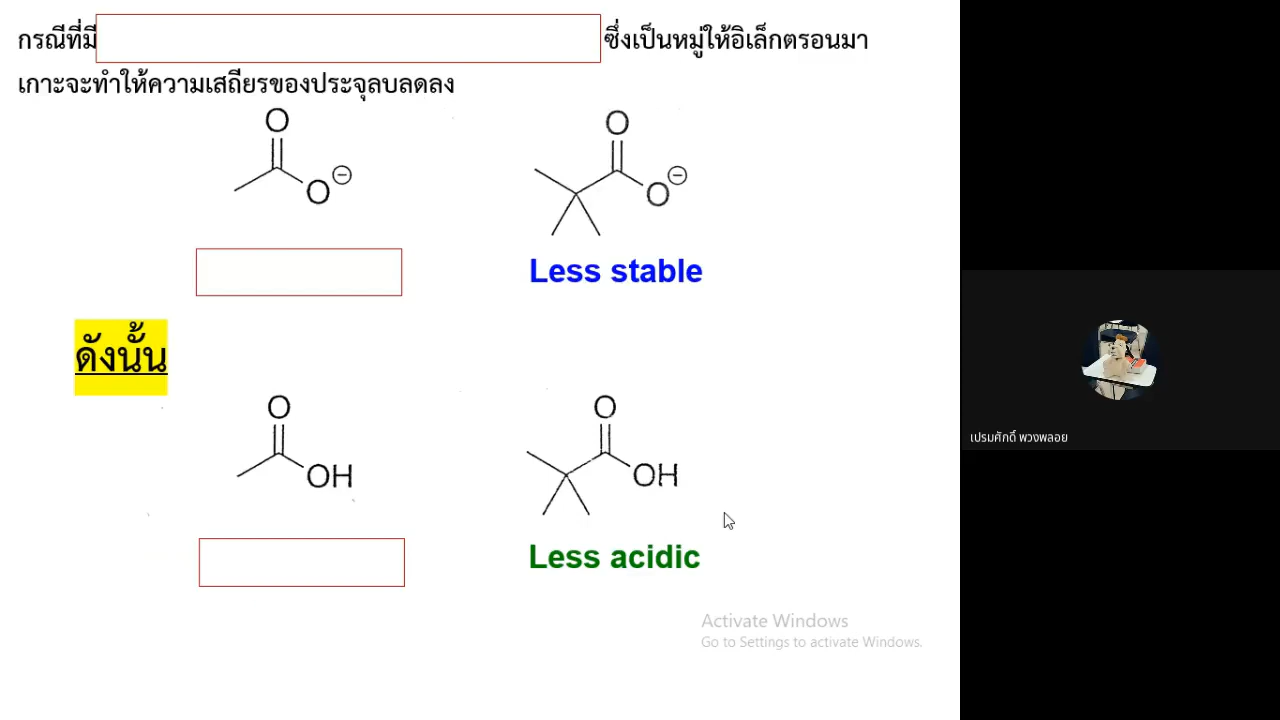 กรณีที่มี ซึ่งเป็นหมู่ให้อิเล็กตรอนมา
เกาะจะทำให้ความเสถียรของประจุลบลดลง
O O
O⊖ O⊖
Less stable
ดังนั้น
O O
OH OH
เปรมศักดิ์ พวงพลอย
Less acidic
Activate Windows
Go to Settings to activate Windows.